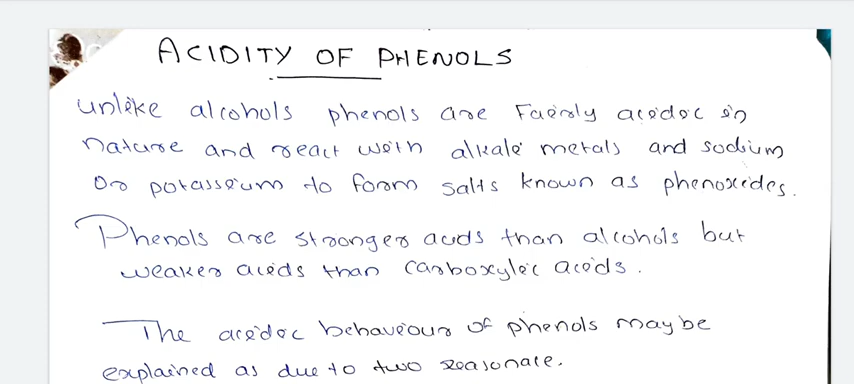 ACIDITY OF PHENOLS
unlike alcohols phenols are Fairly acidic in
nature and react with alkali metals and sodium
or potassium to form salts known as phenoxides.
Phenols are stronger acids than alcohols but
weaker acids than carboxylic acids.
The acidic behaviour of phenols may be
explained as due to two reasonate.